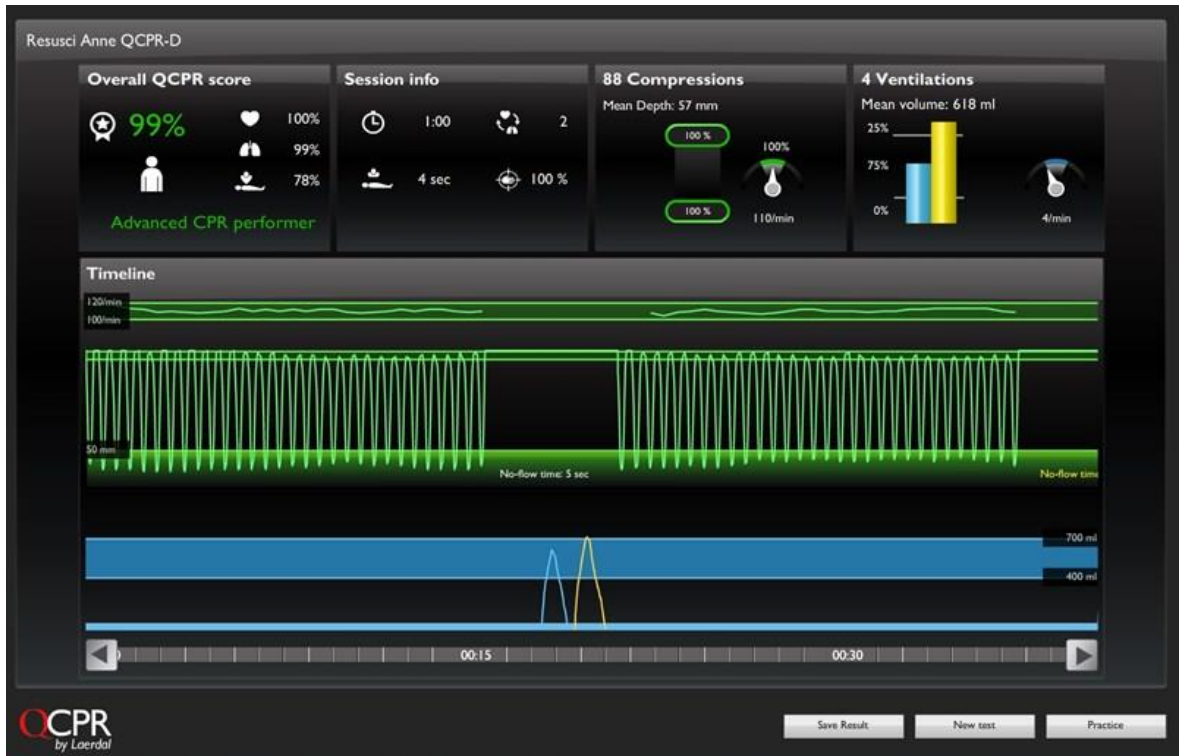 Resusci Anne QCPR-D
Overall QCPR score
99%
100%
99%
78%
Advanced CPR performer
Session info
1:00
2
4 sec
100 %
88 Compressions
Mean Depth: 57 mm
100 %
100%
100 %
110/min
4 Ventilations
Mean volume: 618 ml
25%
75%
0%
4/min
Timeline
120/min
100/min
50 mm
No-flow time: 5 sec
No-flow time
700 ml
400 ml
00:15
00:30
QCPR
by Laerdal
Save Result
New test
Practice